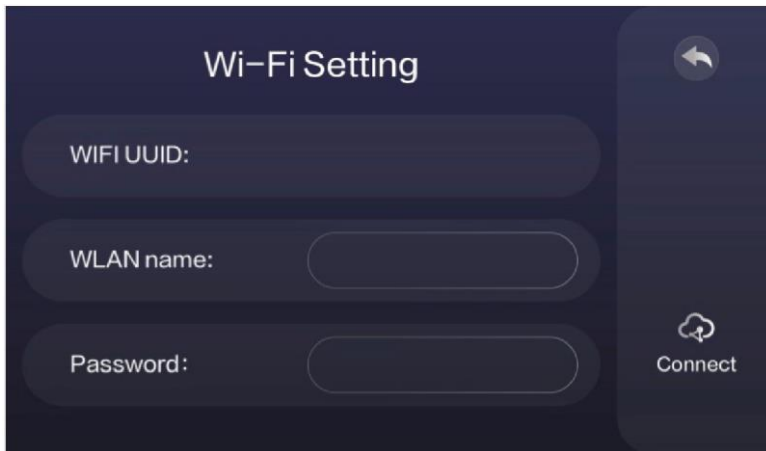 Wi-Fi Setting
WIFI UUID:
WLAN name:
Password:
Connect